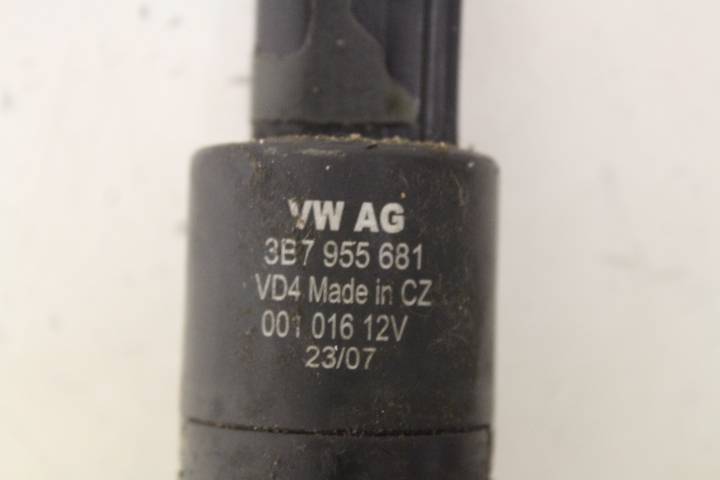 VW AG
3B7 955 681
VD4 Made in CZ
001 016 12V
23/07